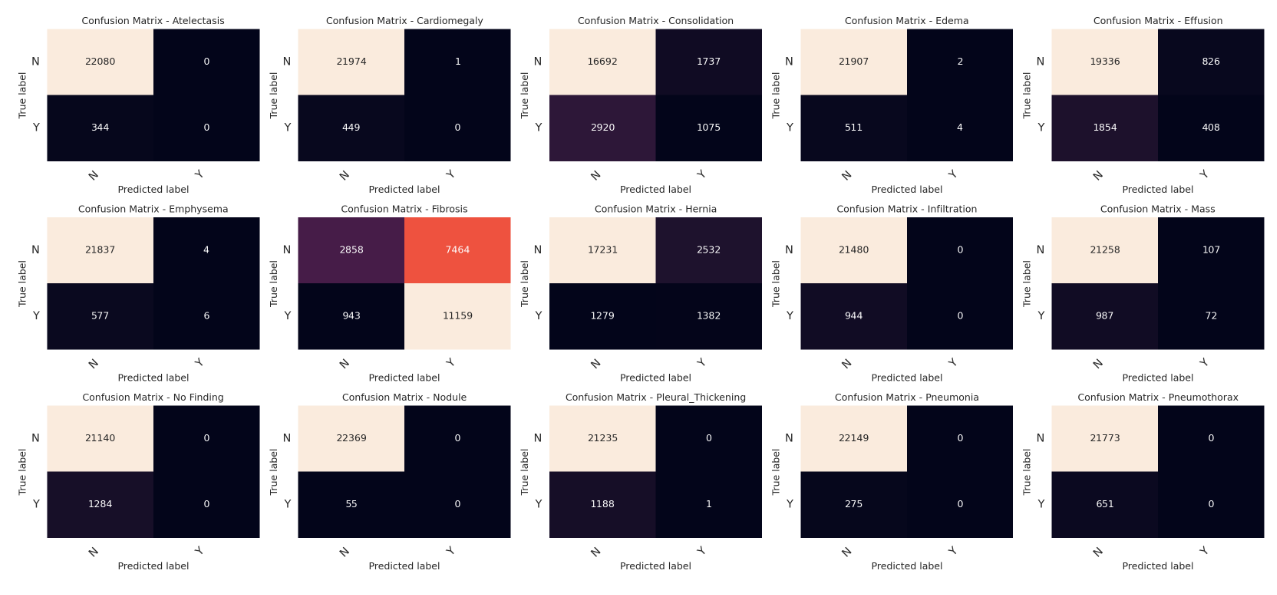 Confusion Matrix - Atelectasis
True label
N
22080
0
Y
344
0
N
Y
Predicted label
Confusion Matrix - Cardiomegaly
True label
N
21974
1
Y
449
0
N
Y
Predicted label
Confusion Matrix - Consolidation
True label
N
16692
1737
Y
2920
1075
N
Y
Predicted label
Confusion Matrix - Edema
True label
N
21907
2
Y
511
4
N
Y
Predicted label
Confusion Matrix - Effusion
True label
N
19336
826
Y
1854
408
N
Y
Predicted label
Confusion Matrix - Emphysema
True label
N
21837
4
Y
577
6
N
Y
Predicted label
Confusion Matrix - Fibrosis
True label
N
2858
7464
Y
943
11159
N
Y
Predicted label
Confusion Matrix - Hernia
True label
N
17231
2532
Y
1279
1382
N
Y
Predicted label
Confusion Matrix - Infiltration
True label
N
21480
0
Y
944
0
N
Y
Predicted label
Confusion Matrix - Mass
True label
N
21258
107
Y
987
72
N
Y
Predicted label
Confusion Matrix - No Finding
True label
N
21140
0
Y
1284
0
N
Y
Predicted label
Confusion Matrix - Nodule
True label
N
22369
0
Y
55
0
N
Y
Predicted label
Confusion Matrix - Pleural_Thickening
True label
N
21235
0
Y
1188
1
N
Y
Predicted label
Confusion Matrix - Pneumonia
True label
N
22149
0
Y
275
0
N
Y
Predicted label
Confusion Matrix - Pneumothorax
True label
N
21773
0
Y
651
0
N
Y
Predicted label